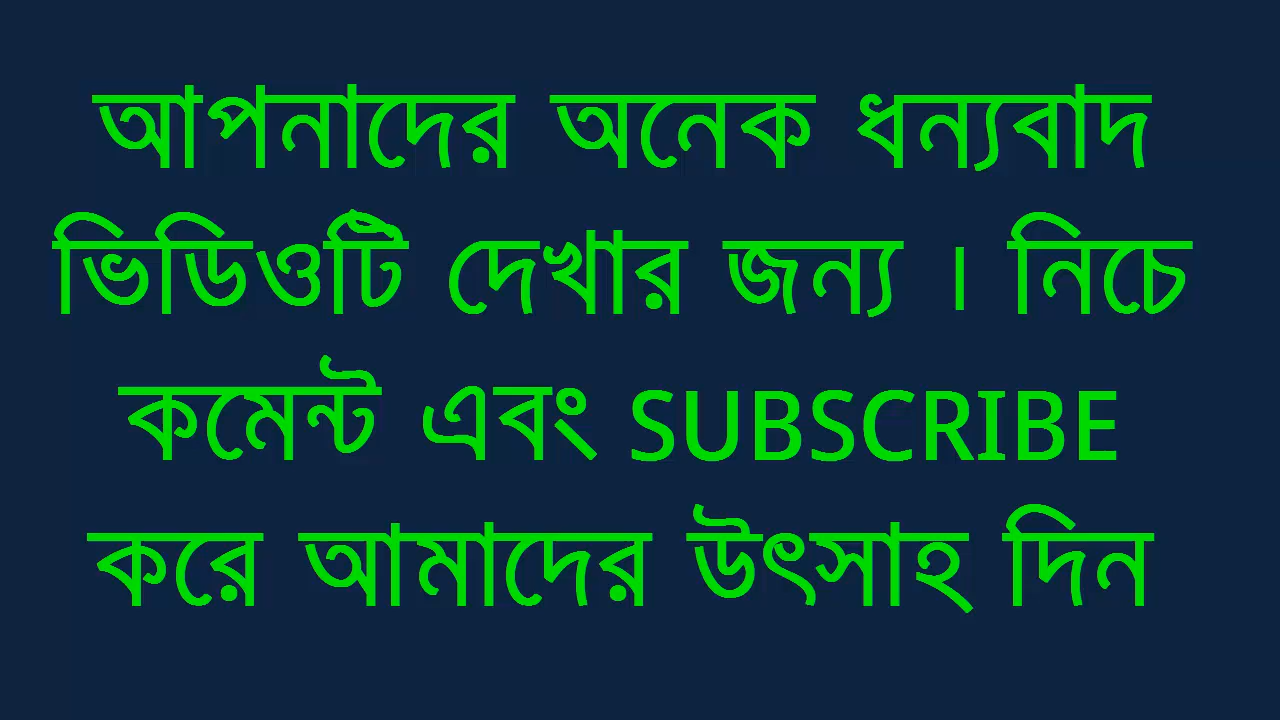 আপনাদের অনেক ধন্যবাদ
ভিডিওটি দেখার জন্য । নিচে
কমেন্ট এবং SUBSCRIBE
করে আমাদের উৎসাহ দিন